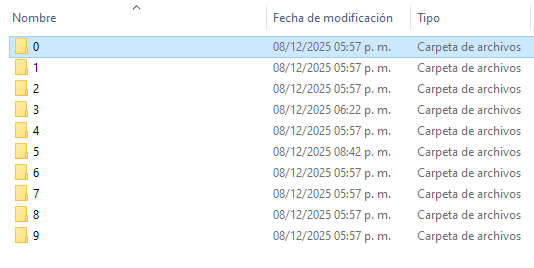 Nombre Fecha de modificación Tipo
0 08/12/2025 05:57 p. m. Carpeta de archivos
1 08/12/2025 05:57 p. m. Carpeta de archivos
2 08/12/2025 05:57 p. m. Carpeta de archivos
3 08/12/2025 06:22 p. m. Carpeta de archivos
4 08/12/2025 05:57 p. m. Carpeta de archivos
5 08/12/2025 08:42 p. m. Carpeta de archivos
6 08/12/2025 05:57 p. m. Carpeta de archivos
7 08/12/2025 05:57 p. m. Carpeta de archivos
8 08/12/2025 05:57 p. m. Carpeta de archivos
9 08/12/2025 05:57 p. m. Carpeta de archivos